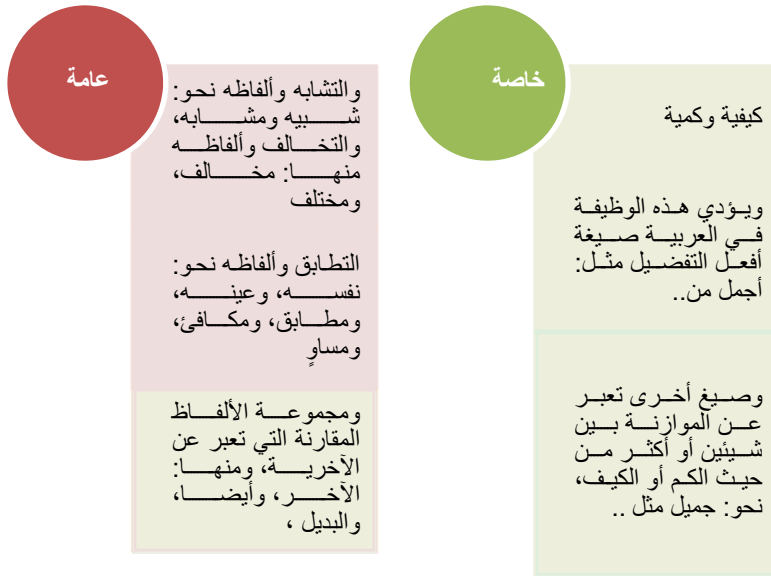 خاصة
كيفية وكمية
ويؤدي هذه الوظيفة
في العربية صيغة
أفعل التفضيل مثل:
أجمل من..
وصيغ أخرى تعبر
عن الموازنة بين
شيئين أو أكثر من
حيث الكم أو الكيف،
نحو: جميل مثل ..
عامة
والتشابه وألفاظه نحو:
شبيه ومشابه،
والتخالف وألفاظه
منها: مخالف،
ومختلف
التطابق وألفاظه نحو:
نفسه، وعينه،
ومطابق، ومكافئ،
ومساوٍ
ومجموعة الألفاظ
المقارنة التي تعبر عن
الآخرية، ومنها:
الآخر، وأيضا،
والبديل ،